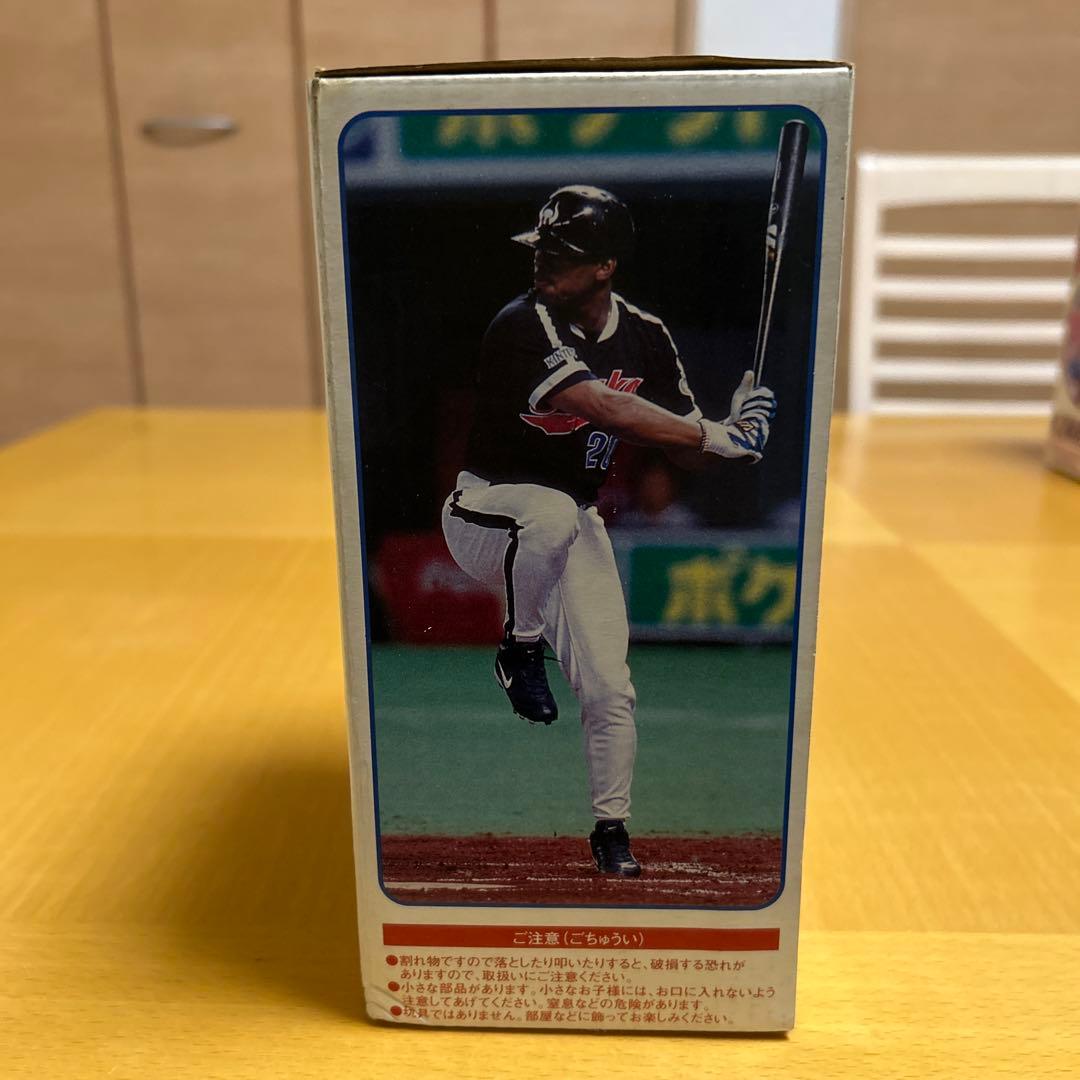 KINT
ka
20
ボク
ご注意(ごちゅうい)
●割れ物ですので落としたり叩いたりすると、破損する恐れが
ありますので、取扱いにご注意ください。
●小さな部品があります。小さなお子様には、お口に入れないよう
注意してあげてください。窒息などの危険があります。
●玩具ではありません。部屋などに飾ってお楽しみください。